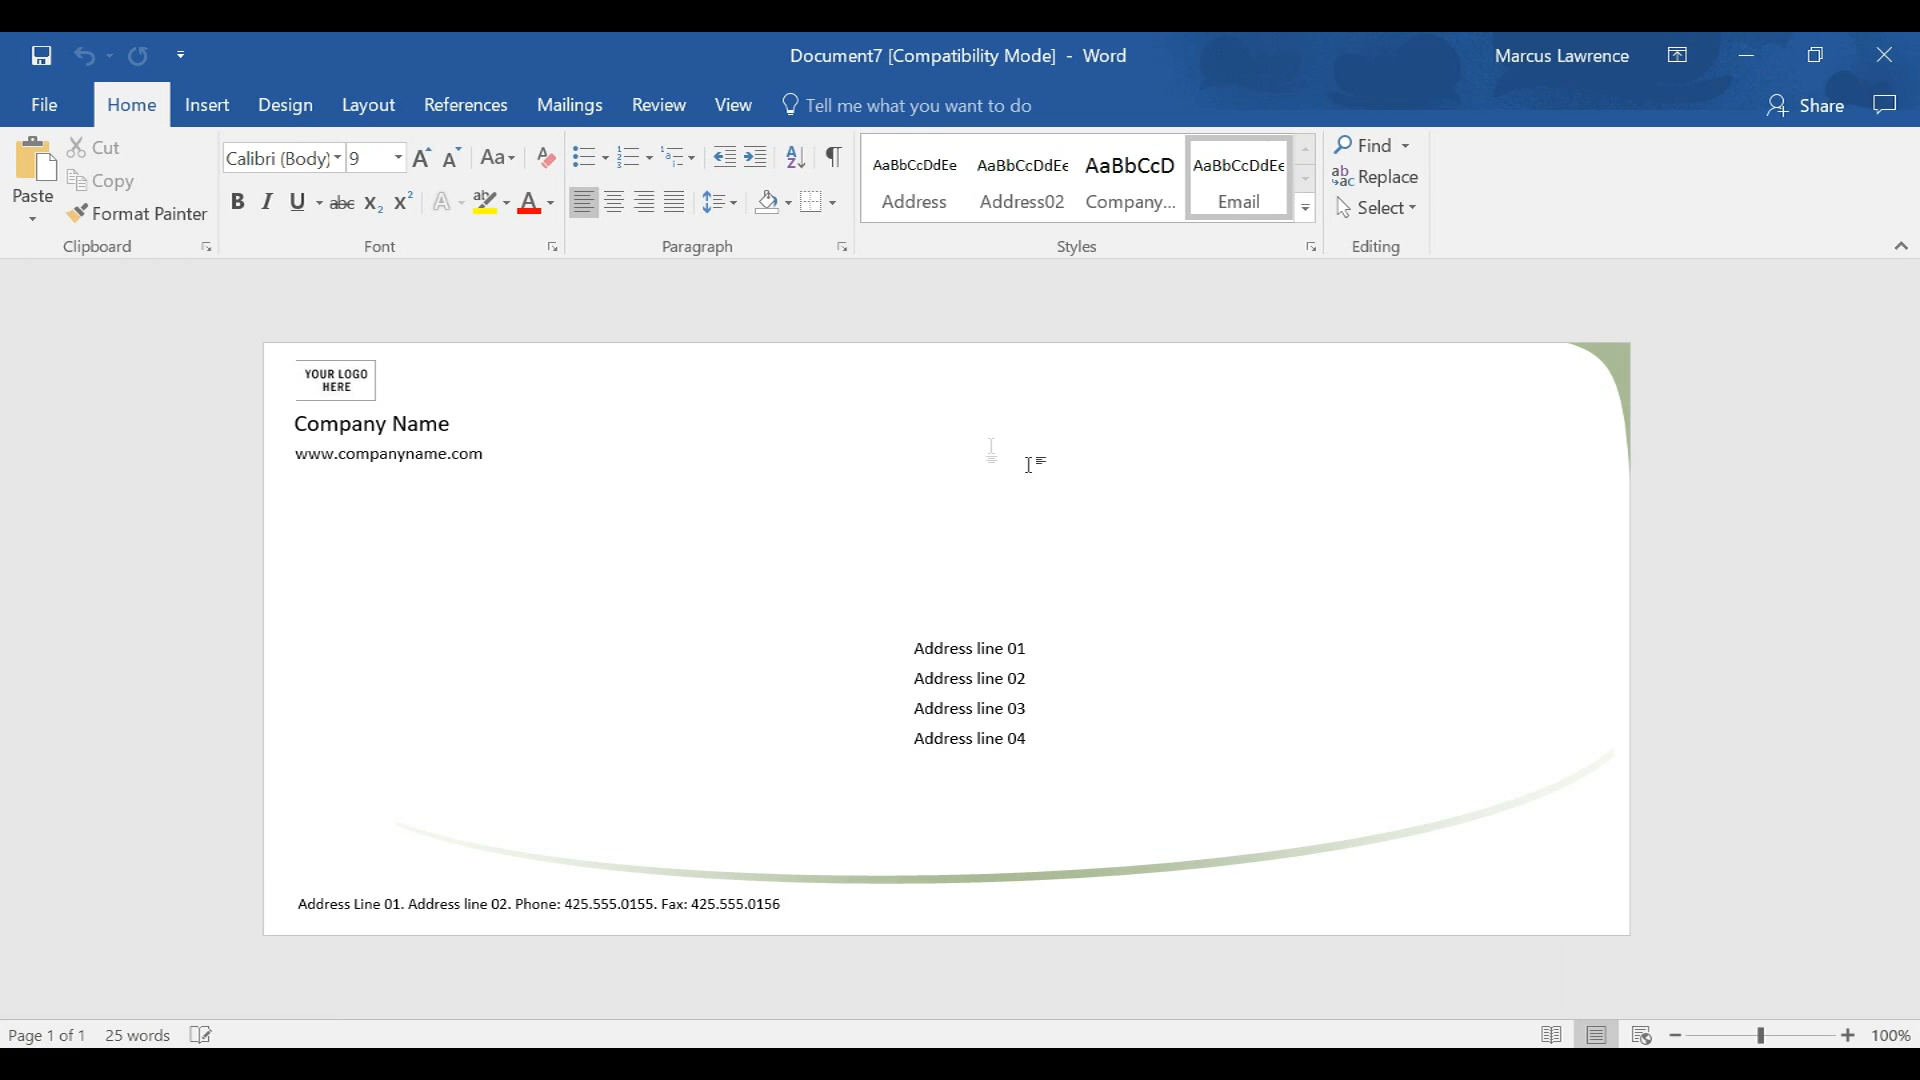 Document7 [Compatibility Mode] - Word
Marcus Lawrence
File Home Insert Design Layout References Mailings Review View Tell me what you want to do
Share
Paste
Cut
Copy
Format Painter
Clipboard
Calibri (Body)
9
Font
Paragraph
AaBbCcDdEe
Address
AaBbCcDdEe
Address02
AaBbCcD
Company...
AaBbCcDdEe
Email
Styles
Find
Replace
Select
Editing
YOUR LOGO
HERE
Company Name
www.companyname.com
Address line 01
Address line 02
Address line 03
Address line 04
Address Line 01. Address line 02. Phone: 425.555.0155. Fax: 425.555.0156
Page 1 of 1 25 words
100%